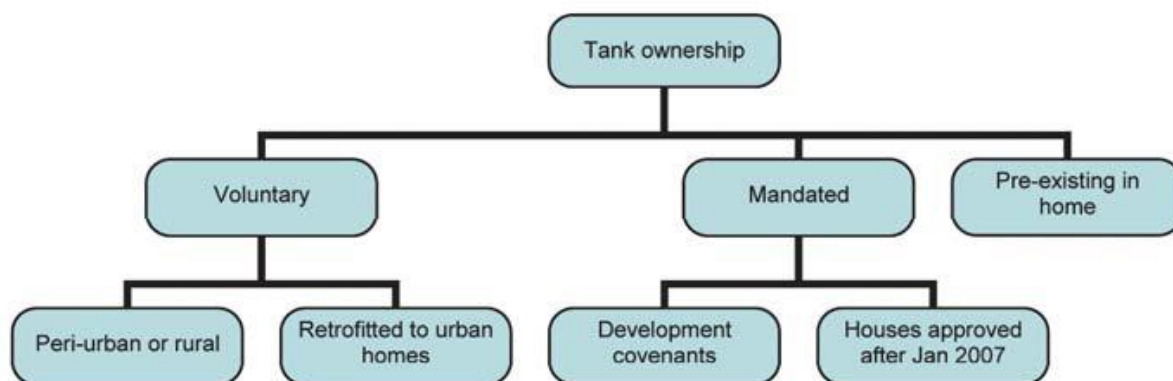 Tank ownership
Voluntary
Mandated
Pre-existing in
home
Peri-urban or rural
Retrofitted to urban
homes
Development
covenants
Houses approved
after Jan 2007